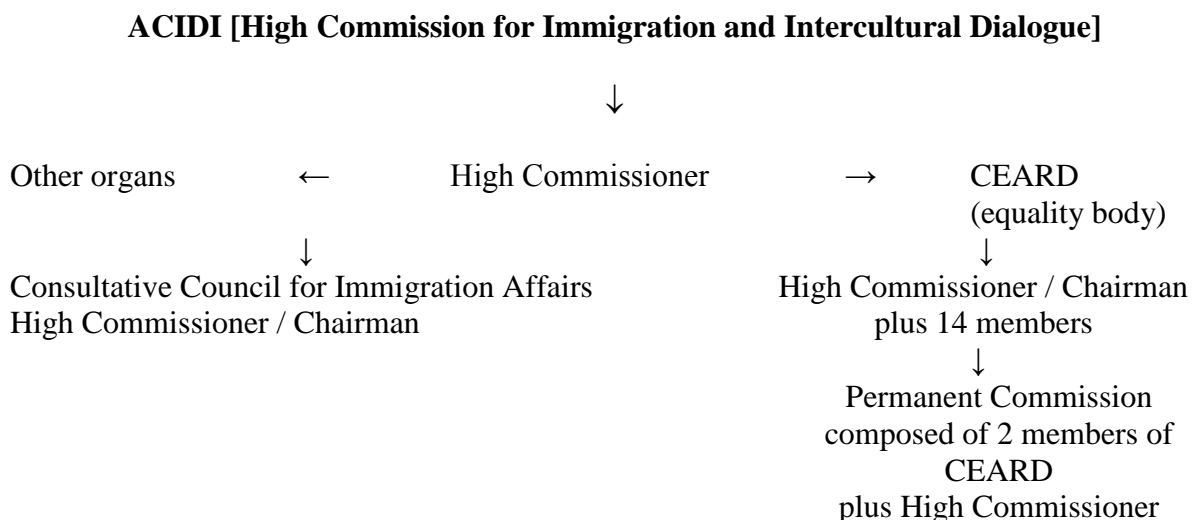 ACIDI [High Commission for Immigration and Intercultural Dialogue]
↓
Other organs ← High Commissioner → CEARD
(equality body)
↓ ↓
Consultative Council for Immigration Affairs High Commissioner / Chairman
High Commissioner / Chairman plus 14 members
↓
Permanent Commission
composed of 2 members of
CEARD
plus High Commissioner